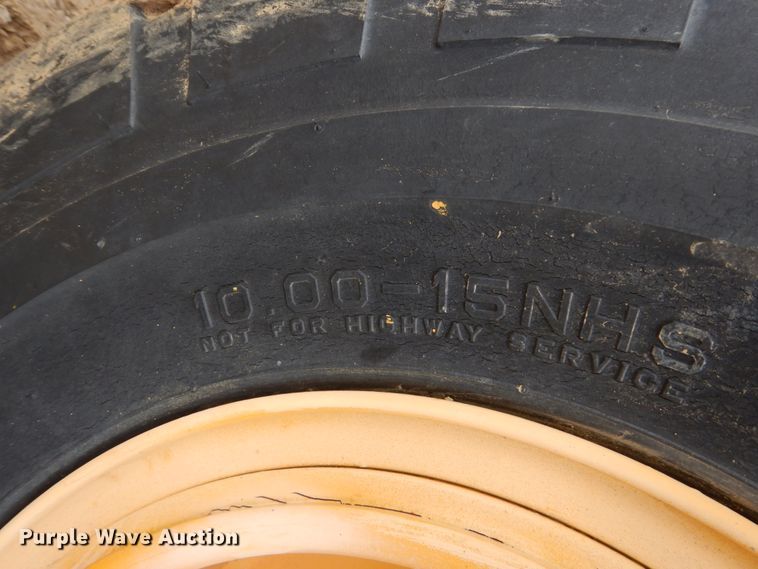 10.00-15NHS
NOT FOR HIGHWAY SERVICE
Purple Wave Auction